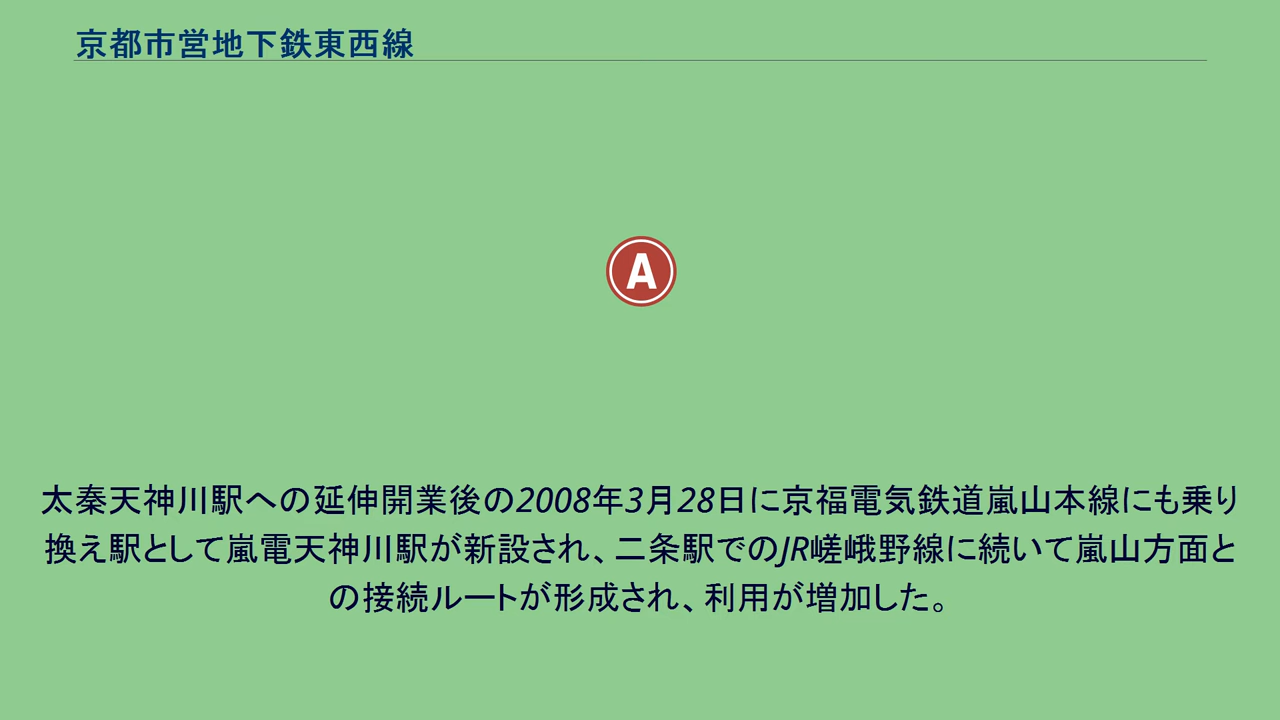 京都市営地下鉄東西線
A
太秦天神川駅への延伸開業後の2008年3月28日に京福電気鉄道嵐山本線にも乗り
換え駅として嵐電天神川駅が新設され、二条駅でのJR嵯峨野線に続いて嵐山方面と
の接続ルートが形成され、利用が増加した。